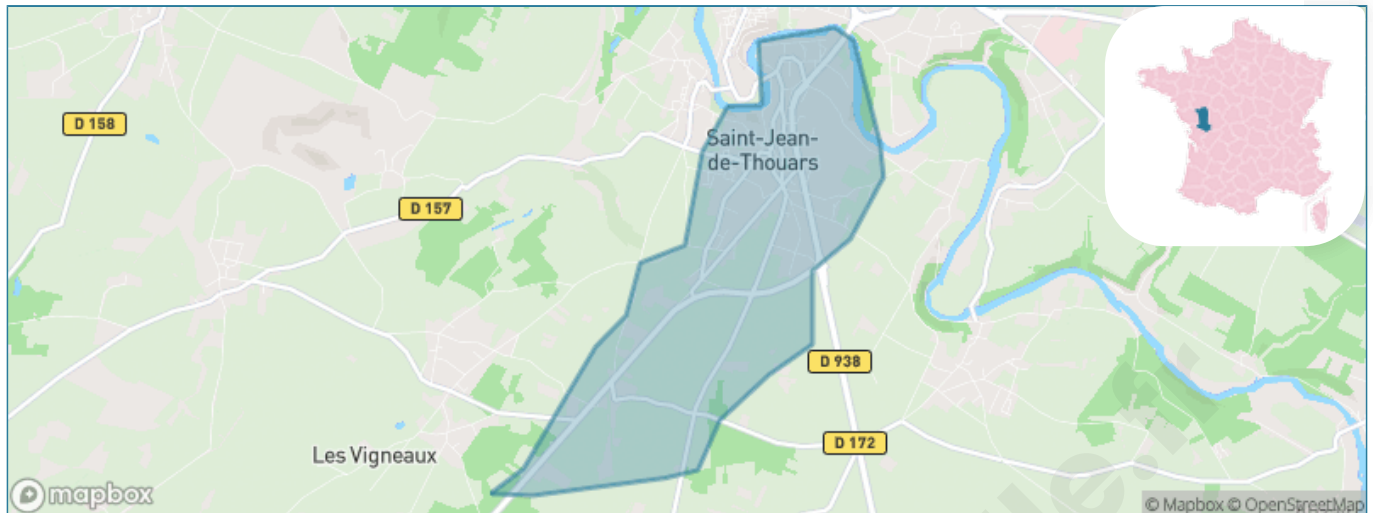 D 158
Saint-Jean-
de-Thouars
D 157
D 938
D 172
Les Vigneaux
mapbox
© Mapbox © OpenStreetMap